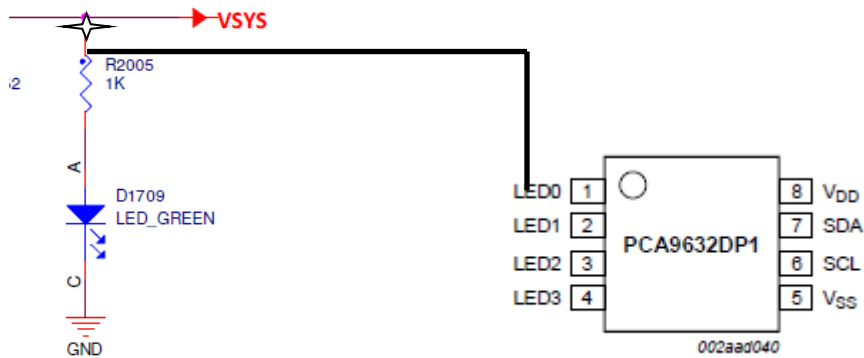 VSYS
R2005
1K
2
A
D1709
LED_GREEN
C
GND
LED0 1 8 VDD
LED1 2 7 SDA
PCA9632DP1
LED2 3 6 SCL
LED3 4 5 VSS
002aad040